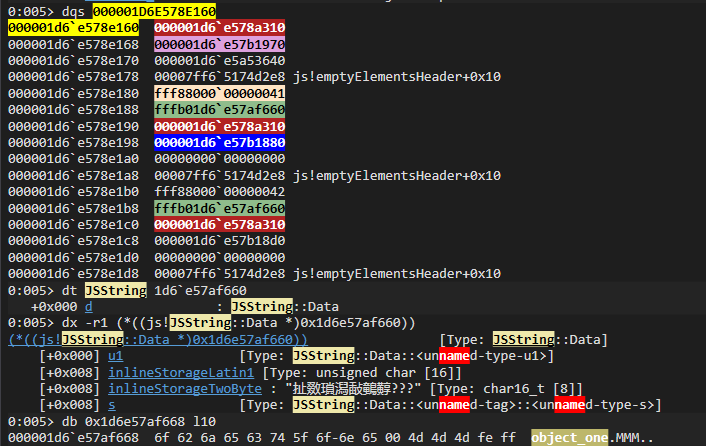 0:005> dqs 000001D6E578E160
000001d6`e578e160  000001d6`e578a310
000001d6`e578e168  000001d6`e57b1970
000001d6`e578e170  000001d6`e5a53640
000001d6`e578e178  00007ff6`5174d2e8 js!emptyElementsHeader+0x10
000001d6`e578e180  fff88000`00000041
000001d6`e578e188  fffb01d6`e57af660
000001d6`e578e190  000001d6`e578a310
000001d6`e578e198  000001d6`e57b1880
000001d6`e578e1a0  00000000`00000000
000001d6`e578e1a8  00007ff6`5174d2e8 js!emptyElementsHeader+0x10
000001d6`e578e1b0  fff88000`00000042
000001d6`e578e1b8  fffb01d6`e57af660
000001d6`e578e1c0  000001d6`e578a310
000001d6`e578e1c8  000001d6`e57b18d0
000001d6`e578e1d0  00000000`00000000
000001d6`e578e1d8  00007ff6`5174d2e8 js!emptyElementsHeader+0x10
0:005> dt JSString 1d6`e57af660
+0x000 d : JSString::Data
0:005> dx -r1 (*((js!JSString::Data *)0x1d6e57af660))
(*((js!JSString::Data *)0x1d6e57af660)) [Type: JSString::Data]
[+0x000] u1 [Type: JSString::Data::<unnamed-type-u1>]
[+0x008] inlineStorageLatin1 [Type: unsigned char [16]]
[+0x008] inlineStorageTwoByte : "???" [Type: char16_t [8]]
[+0x008] s [Type: JSString::Data::<unnamed-tag>::<unnamed-type-s>]
0:005> db 0x1d6e57af668 l10
000001d6`e57af668  6f 62 6a 65 63 74 5f 6f-6e 65 00 4d 4d 4d fe ff  object_one.MMM..